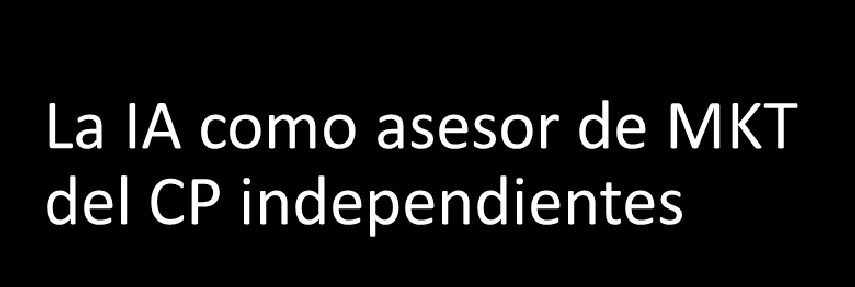 La IA como asesor de MKT
del CP independientes